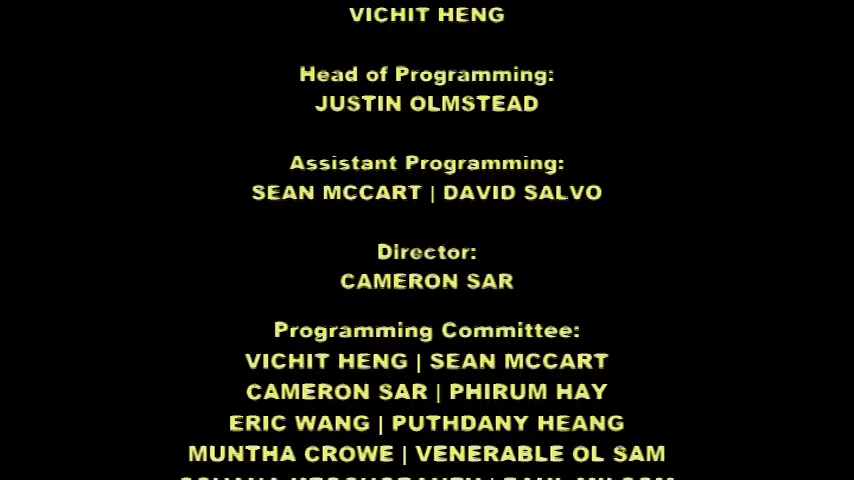 VICHIT HENG
Head of Programming:
JUSTIN OLMSTEAD
Assistant Programming:
SEAN MCCART | DAVID SALVO
Director:
CAMERON SAR
Programming Committee:
VICHIT HENG | SEAN MCCART
CAMERON SAR | PHIRUM HAY
ERIC WANG | PUTHDANY HEANG
MUNTHA CROWE | VENERABLE OL SAM